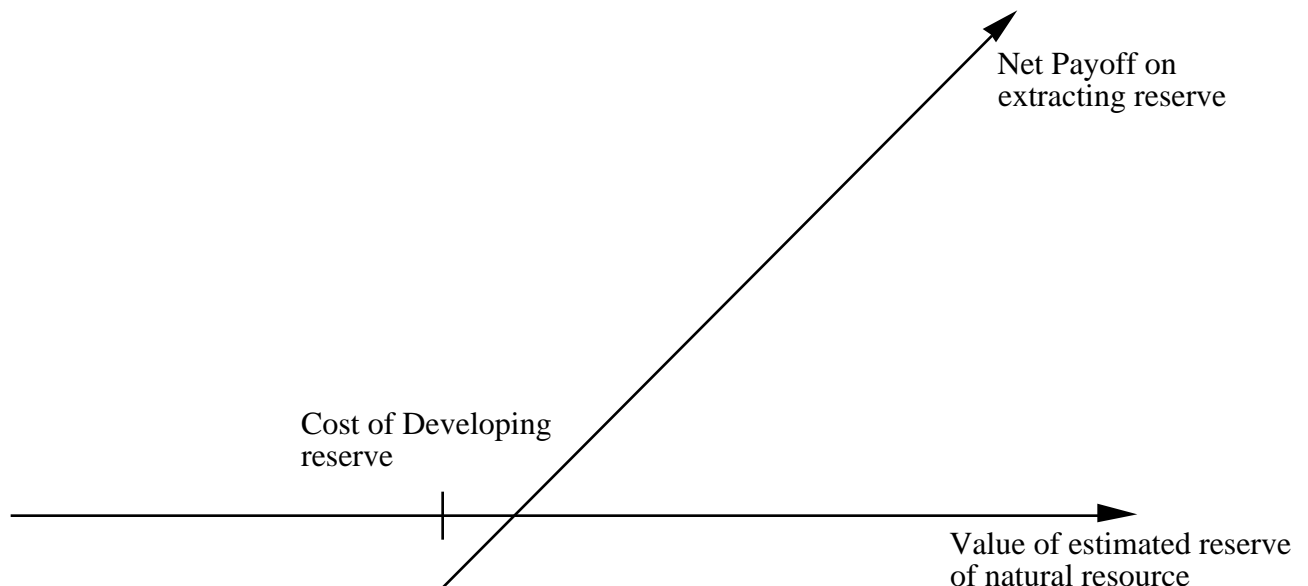 Net Payoff on
extracting reserve
Cost of Developing
reserve
Value of estimated reserve
of natural resource